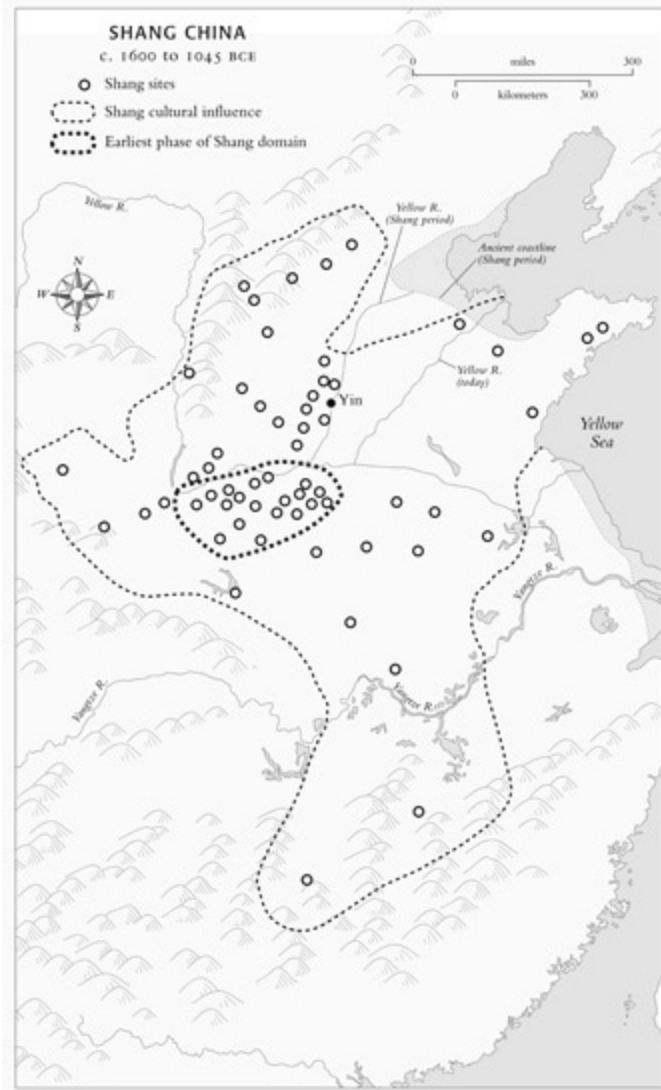 SHANG CHINA
c. 1600 to 1045 BCE
Shang sites
Shang cultural influence
Earliest phase of Shang domain
0 miles 300
0 kilometers 300
Yellow R.
Yellow R.
(Shang period)
Ancient coastline
(Shang period)
N
W E
S
Yellow R.
(today)
Yin
Yellow
Sea
Yangtze R.
Yangtze R.
Yangtze R.